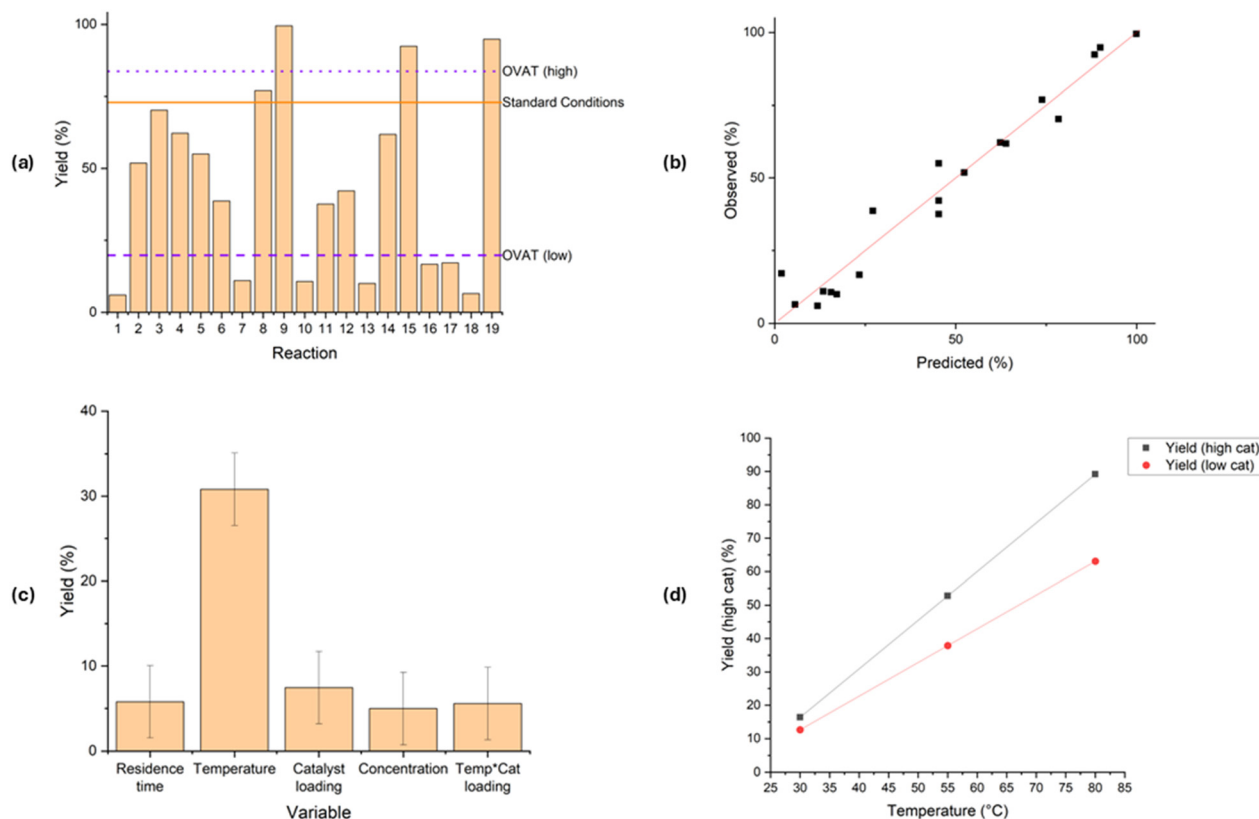 (a)
Yield (%)
100
50
0
OVAT (high)
Standard Conditions
OVAT (low)
1 2 3 4 5 6 7 8 9 10 11 12 13 14 15 16 17 18 19
Reaction
(b)
Observed (%)
100
50
0
0 50 100
Predicted (%)
(c)
Yield (%)
40
30
20
10
0
Residence time
Temperature
Catalyst loading
Concentration
Temp*Cat loading
Variable
(d)
Yield (high cat) (%)
100
90
80
70
60
50
40
30
20
10
0
Yield (high cat)
Yield (low cat)
25 30 35 40 45 50 55 60 65 70 75 80 85
Temperature (°C)